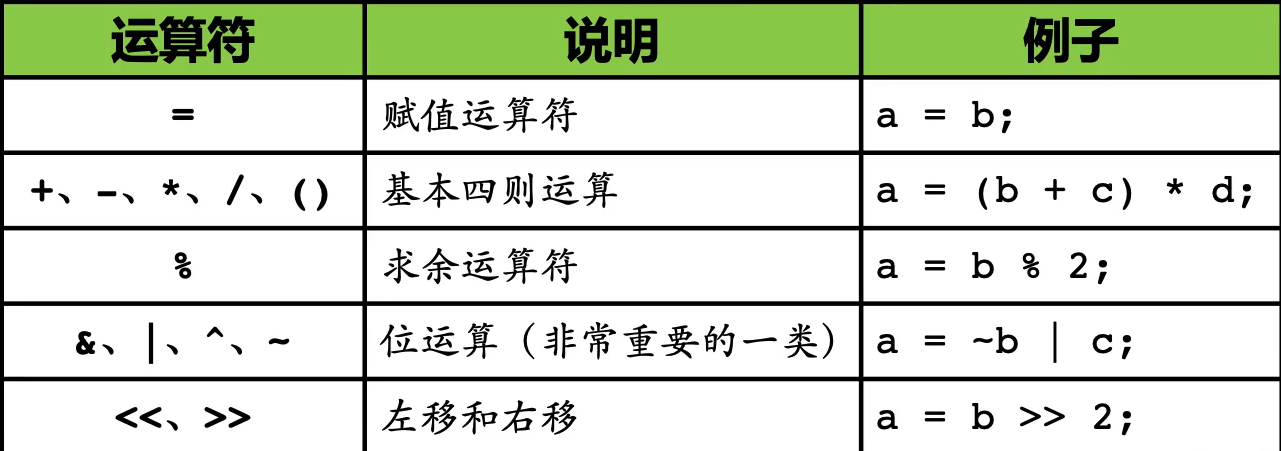 运算符 说明 例子
= 赋值运算符 a = b;
+、-、*、/、() 基本四则运算 a = (b + c) * d;
% 求余运算符 a = b % 2;
&、|、^、~ 位运算（非常重要的一类） a = ~b | c;
<<、>> 左移和右移 a = b >> 2;